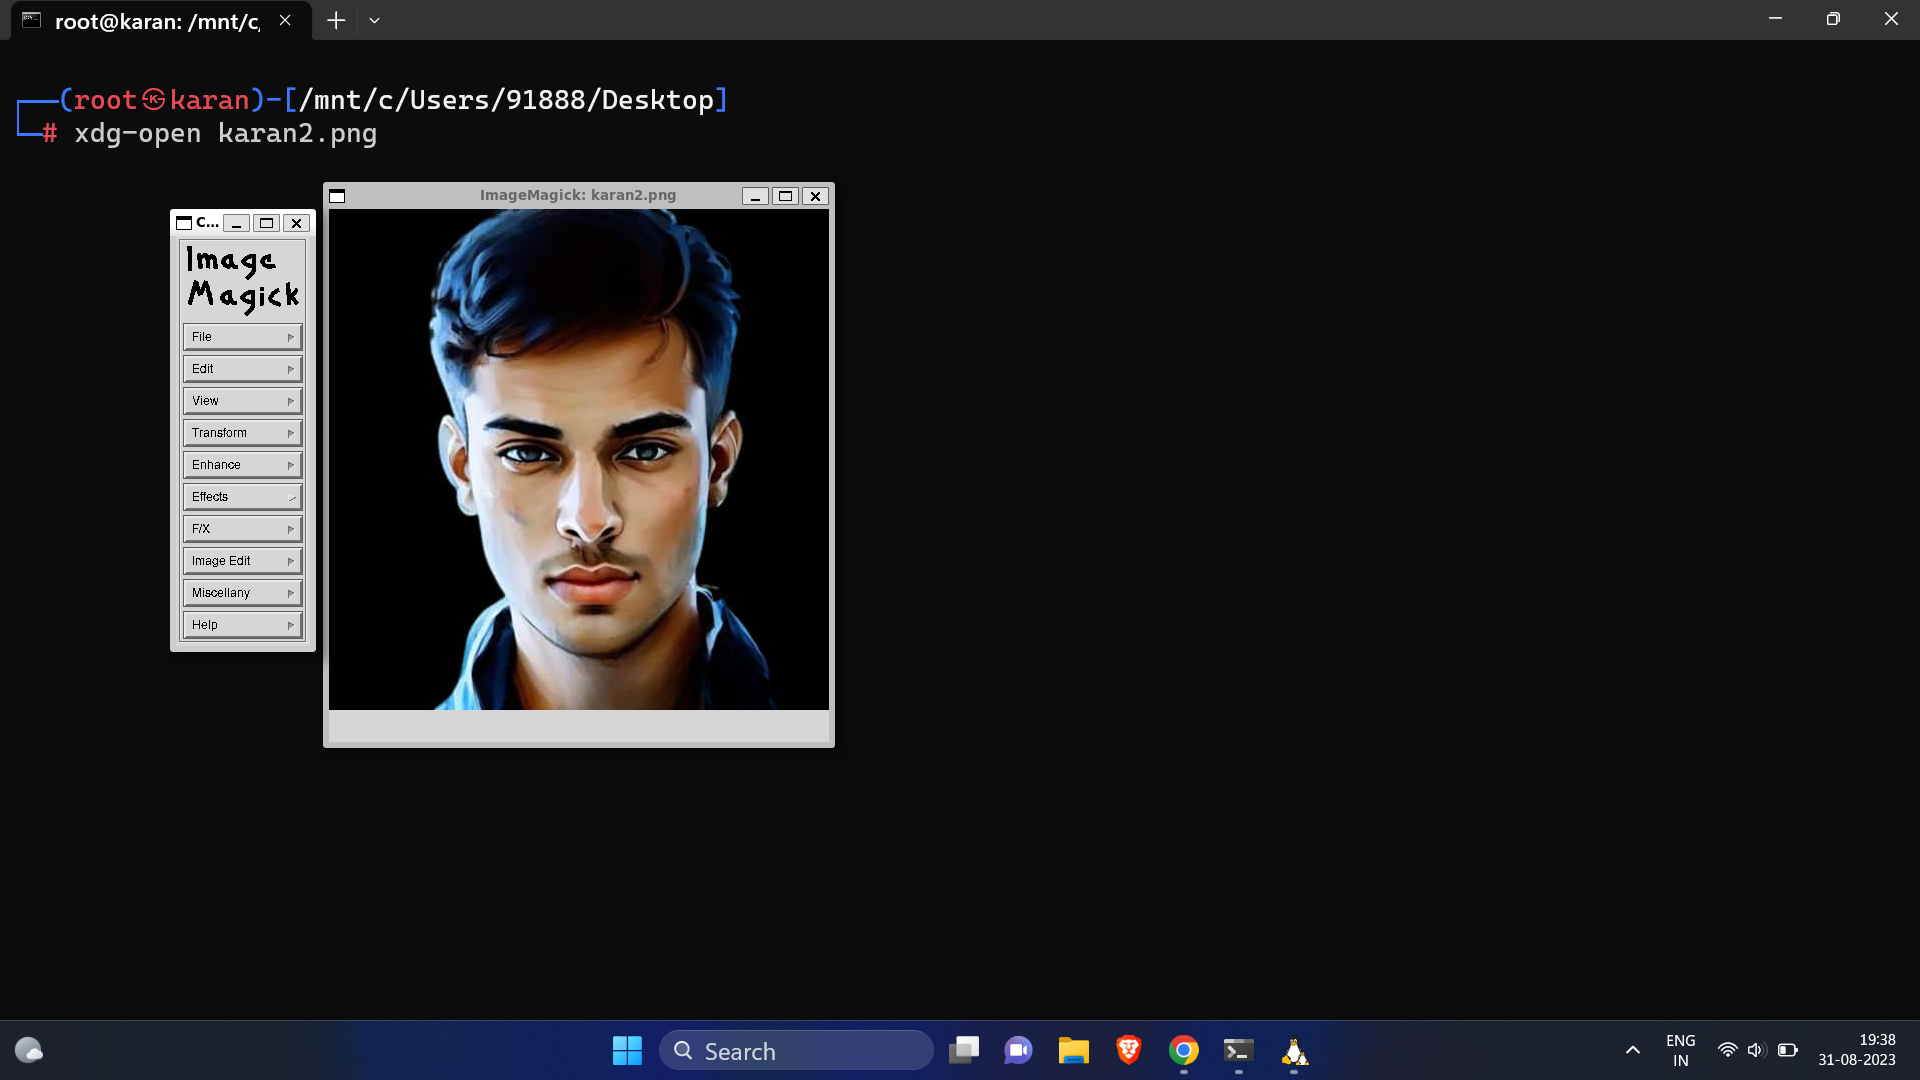 root@karan: /mnt/c/
(root㉿karan)-[/mnt/c/Users/91888/Desktop]
# xdg-open karan2.png
ImageMagick: karan2.png
C...
Image
Magick
File
Edit
View
Transform
Enhance
Effects
F/X
Image Edit
Miscellany
Help
Search
ENG
IN
19:38
31-08-2023